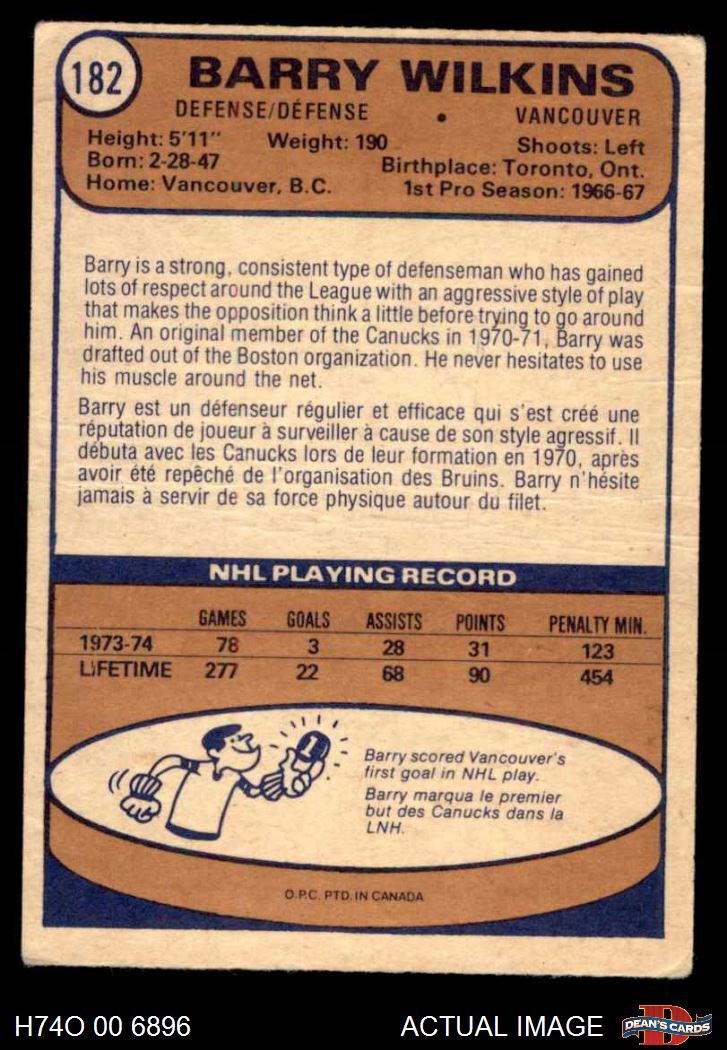 182
BARRY WILKINS
DEFENSE/DÉFENSE • VANCOUVER
Height: 5'11" Weight: 190 Shoots: Left
Born: 2-28-47 Birthplace: Toronto, Ont.
Home: Vancouver, B.C. 1st Pro Season: 1966-67
Barry is a strong, consistent type of defenseman who has gained
lots of respect around the League with an aggressive style of play
that makes the opposition think a little before trying to go around
him. An original member of the Canucks in 1970-71, Barry was
drafted out of the Boston organization. He never hesitates to use
his muscle around the net.
Barry est un défenseur régulier et efficace qui s'est créé une
réputation de joueur à surveiller à cause de son style agressif. Il
débuta avec les Canucks lors de leur formation en 1970, après
avoir été repêché de l'organisation des Bruins. Barry n'hésite
jamais à servir de sa force physique autour du filet.
NHL PLAYING RECORD
GAMES GOALS ASSISTS POINTS PENALTY MIN.
1973-74 78 3 28 31 123
LIFETIME 277 22 68 90 454
1
Barry scored Vancouver's
first goal in NHL play.
Barry marqua le premier
but des Canucks dans la
LNH.
O.P.C. PTD. IN CANADA
H74O 00 6896 ACTUAL IMAGE
D
DEAN'S CARDS